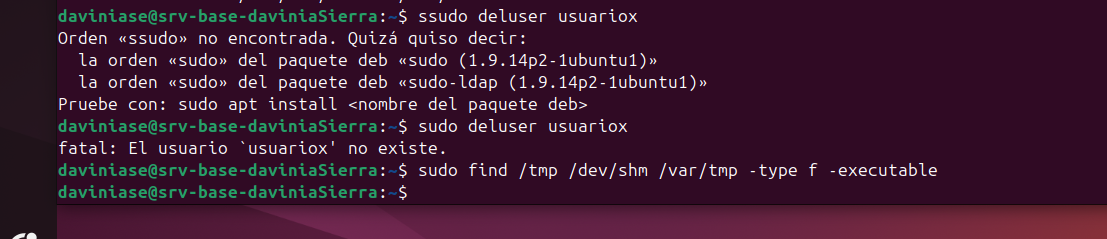 daviniase@srv-base-daviniaSierra:~$ ssudo deluser usuariox
Orden «ssudo» no encontrada. Quizá quiso decir:
  la orden «sudo» del paquete deb «sudo (1.9.14p2-1ubuntu1)»
  la orden «sudo» del paquete deb «sudo-ldap (1.9.14p2-1ubuntu1)»
Pruebe con: sudo apt install <nombre del paquete deb>
daviniase@srv-base-daviniaSierra:~$ sudo deluser usuariox
fatal: El usuario `usuariox' no existe.
daviniase@srv-base-daviniaSierra:~$ sudo find /tmp /dev/shm /var/tmp -type f -executable
daviniase@srv-base-daviniaSierra:~$